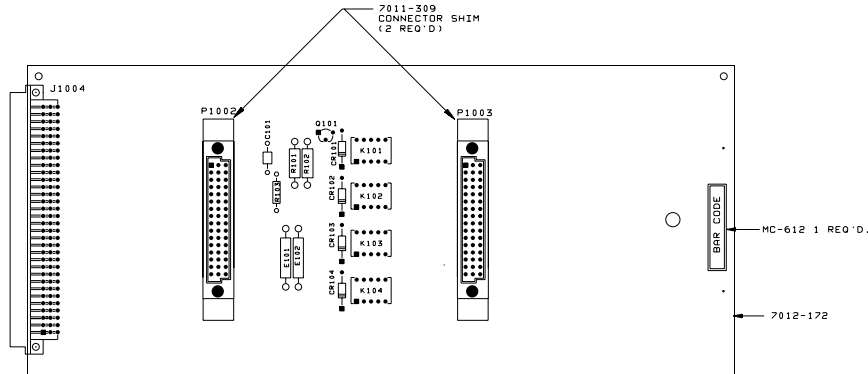 7011-309
CONNECTOR SHIM
(2 REQ'D)
J1004
P1002
P1003
Q101
C101
R101
R102
CR101
K101
R103
CR102
K102
CR103
K103
E101
E102
CR104
K104
BAR CODE
MC-612 1 REQ'D.
7012-172